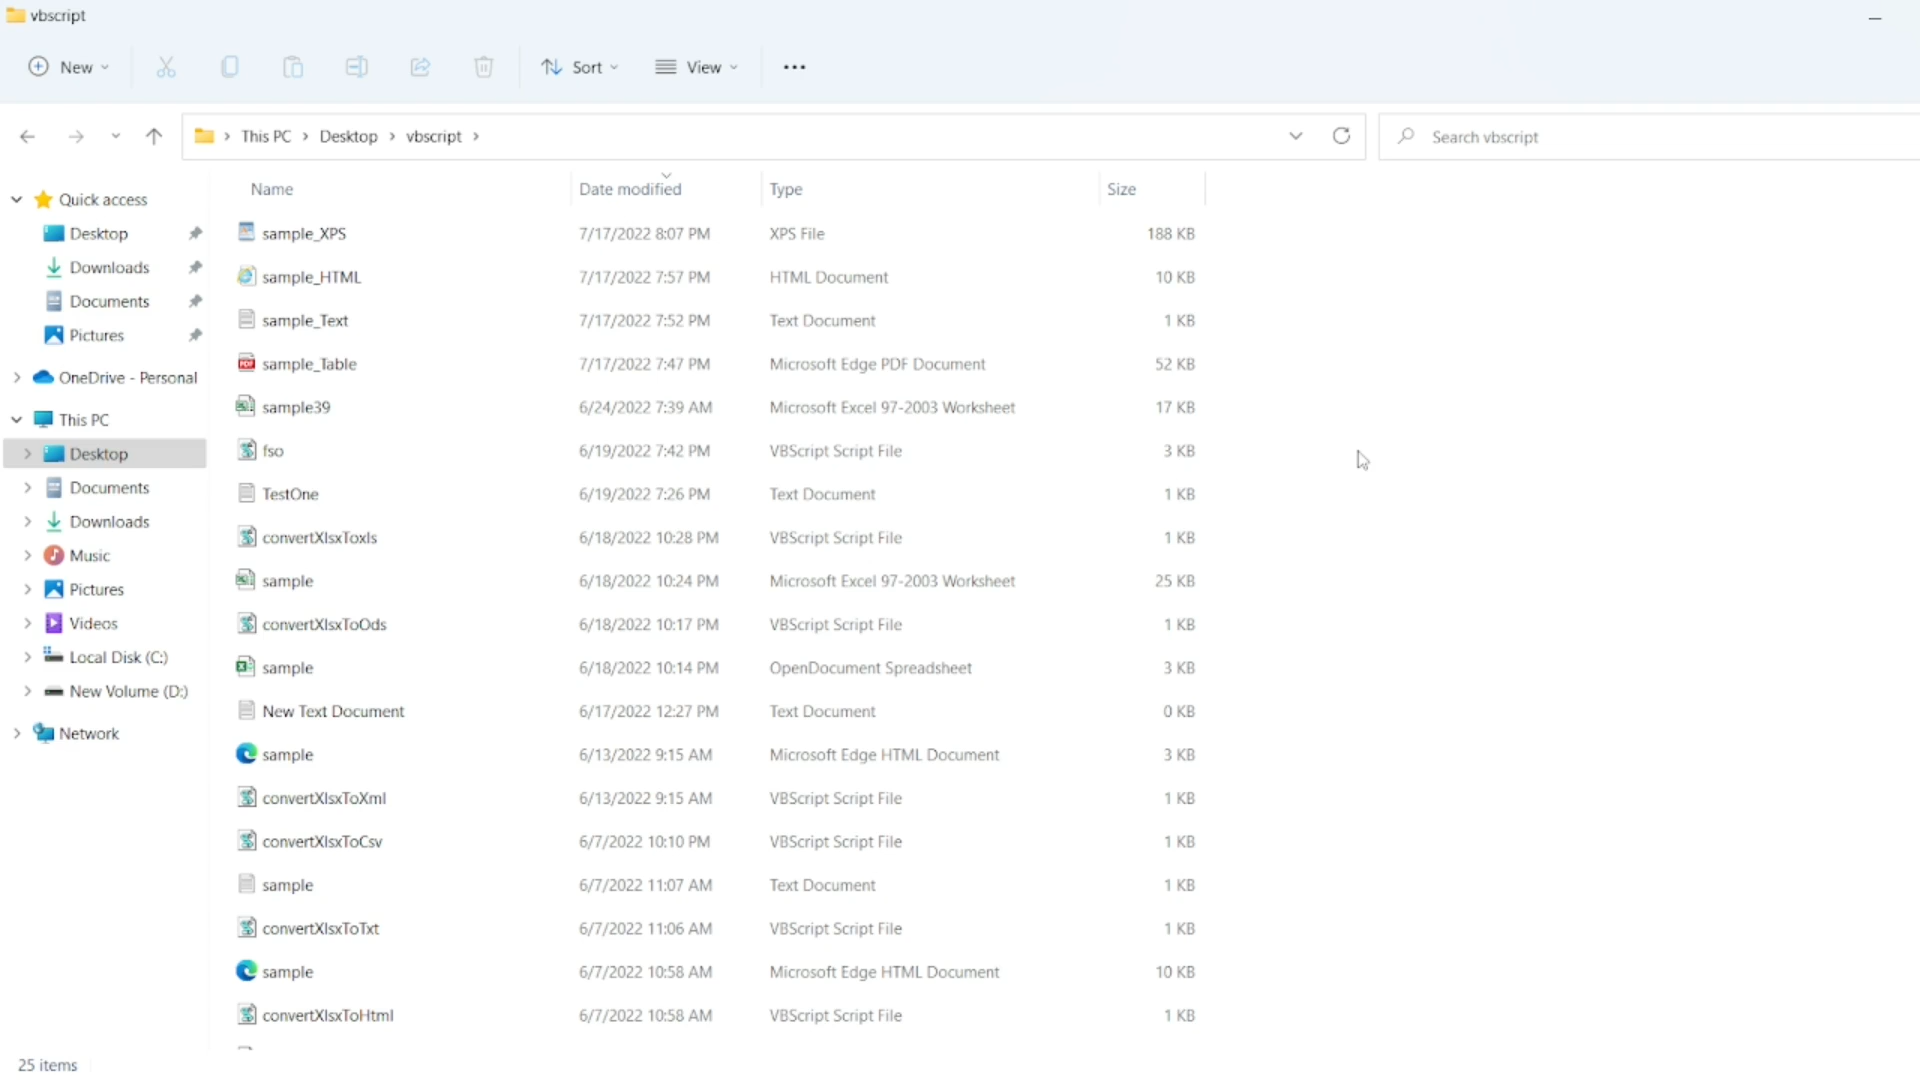 vbscript
New
Sort
View
This PC > Desktop > vbscript >
Search vbscript
Name Date modified Type Size
Quick access
Desktop
Downloads
Documents
Pictures
OneDrive - Personal
This PC
Desktop
Documents
Downloads
Music
Pictures
Videos
Local Disk (C:)
New Volume (D:)
Network
sample_XPS 7/17/2022 8:07 PM XPS File 188 KB
sample_HTML 7/17/2022 7:57 PM HTML Document 10 KB
sample_Text 7/17/2022 7:52 PM Text Document 1 KB
sample_Table 7/17/2022 7:47 PM Microsoft Edge PDF Document 52 KB
sample39 6/24/2022 7:39 AM Microsoft Excel 97-2003 Worksheet 17 KB
fso 6/19/2022 7:42 PM VBScript Script File 3 KB
TestOne 6/19/2022 7:26 PM Text Document 1 KB
convertXlsxToxls 6/18/2022 10:28 PM VBScript Script File 1 KB
sample 6/18/2022 10:24 PM Microsoft Excel 97-2003 Worksheet 25 KB
convertXlsxToOds 6/18/2022 10:17 PM VBScript Script File 1 KB
sample 6/18/2022 10:14 PM OpenDocument Spreadsheet 3 KB
New Text Document 6/17/2022 12:27 PM Text Document 0 KB
sample 6/13/2022 9:15 AM Microsoft Edge HTML Document 3 KB
convertXlsxToXml 6/13/2022 9:15 AM VBScript Script File 1 KB
convertXlsxToCsv 6/7/2022 10:10 PM VBScript Script File 1 KB
sample 6/7/2022 11:07 AM Text Document 1 KB
convertXlsxToTxt 6/7/2022 11:06 AM VBScript Script File 1 KB
sample 6/7/2022 10:58 AM Microsoft Edge HTML Document 10 KB
convertXlsxToHtml 6/7/2022 10:58 AM VBScript Script File 1 KB
25 items